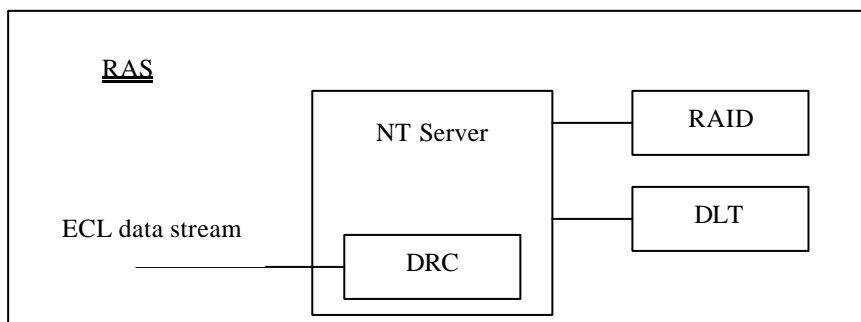 RAS
NT Server
RAID
DLT
ECL data stream
DRC